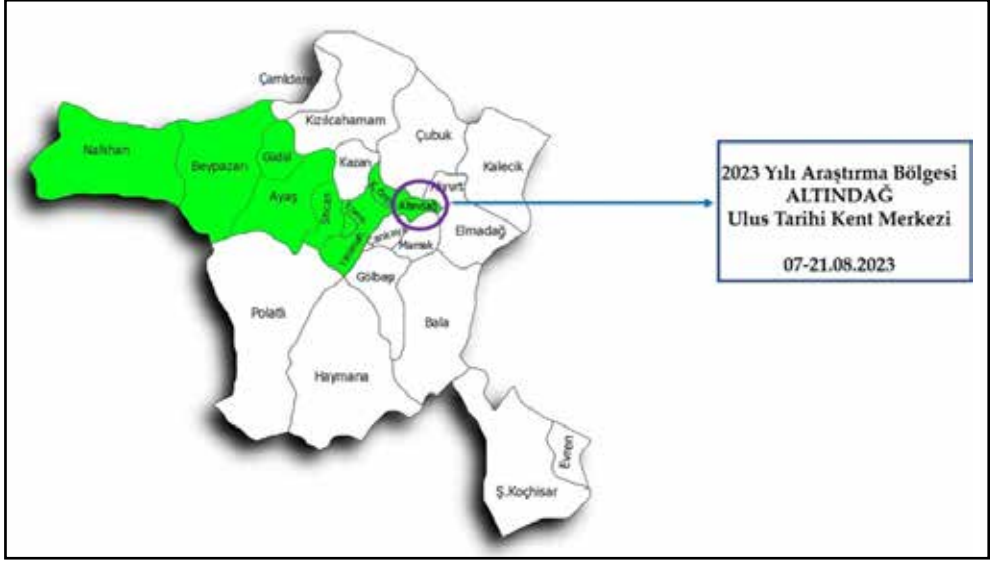 Çamlıdere
Kızılcahamam
Çubuk
Nallıhan
Beypazarı
Güdül
Kazan
Kalecik
Akyurt
Ayaş
Sincan
Altındağ
Yenimah.
Çankaya
Mamak
Elmadağ
Gölbaşı
Polatlı
Bala
Haymana
Evren
Ş.Koçhisar
2023 Yılı Araştırma Bölgesi
ALTINDAĞ
Ulus Tarihi Kent Merkezi
07-21.08.2023